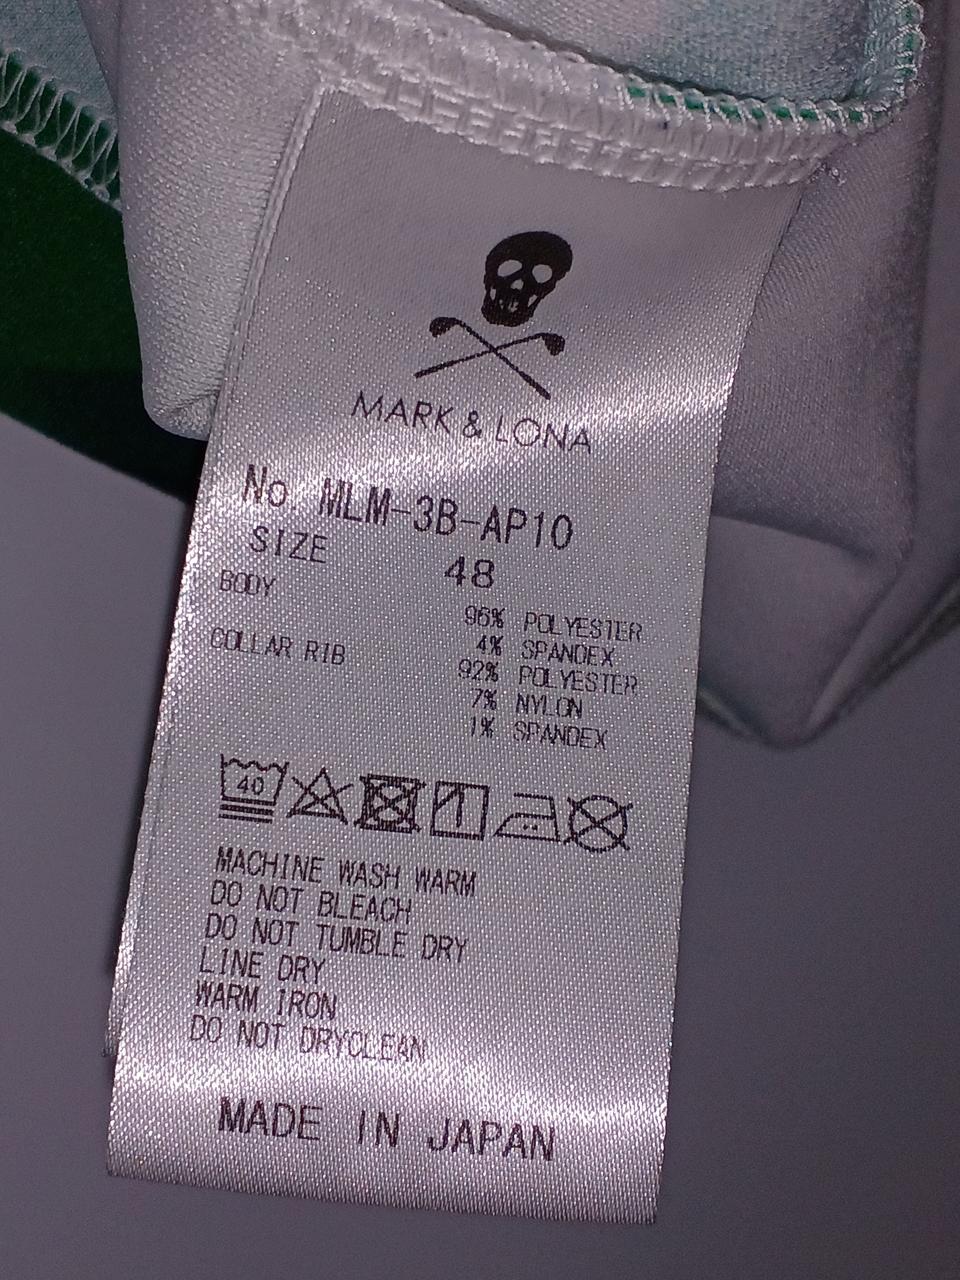 MARK & LONA
No MLM-3B-AP10
SIZE 48
BODY 96% POLYESTER
4% SPANDEX
COLLAR RIB 92% POLYESTER
7% NYLON
1% SPANDEX
40
MACHINE WASH WARM
DO NOT BLEACH
DO NOT TUMBLE DRY
LINE DRY
WARM IRON
DO NOT DRYCLEAN
MADE IN JAPAN